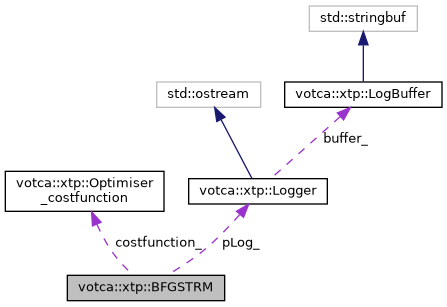 std::stringbuf
std::ostream
votca::xtp::LogBuffer
buffer_
votca::xtp::Optimiser
_costfunction
votca::xtp::Logger
costfunction_
pLog_
votca::xtp::BFGSTRM